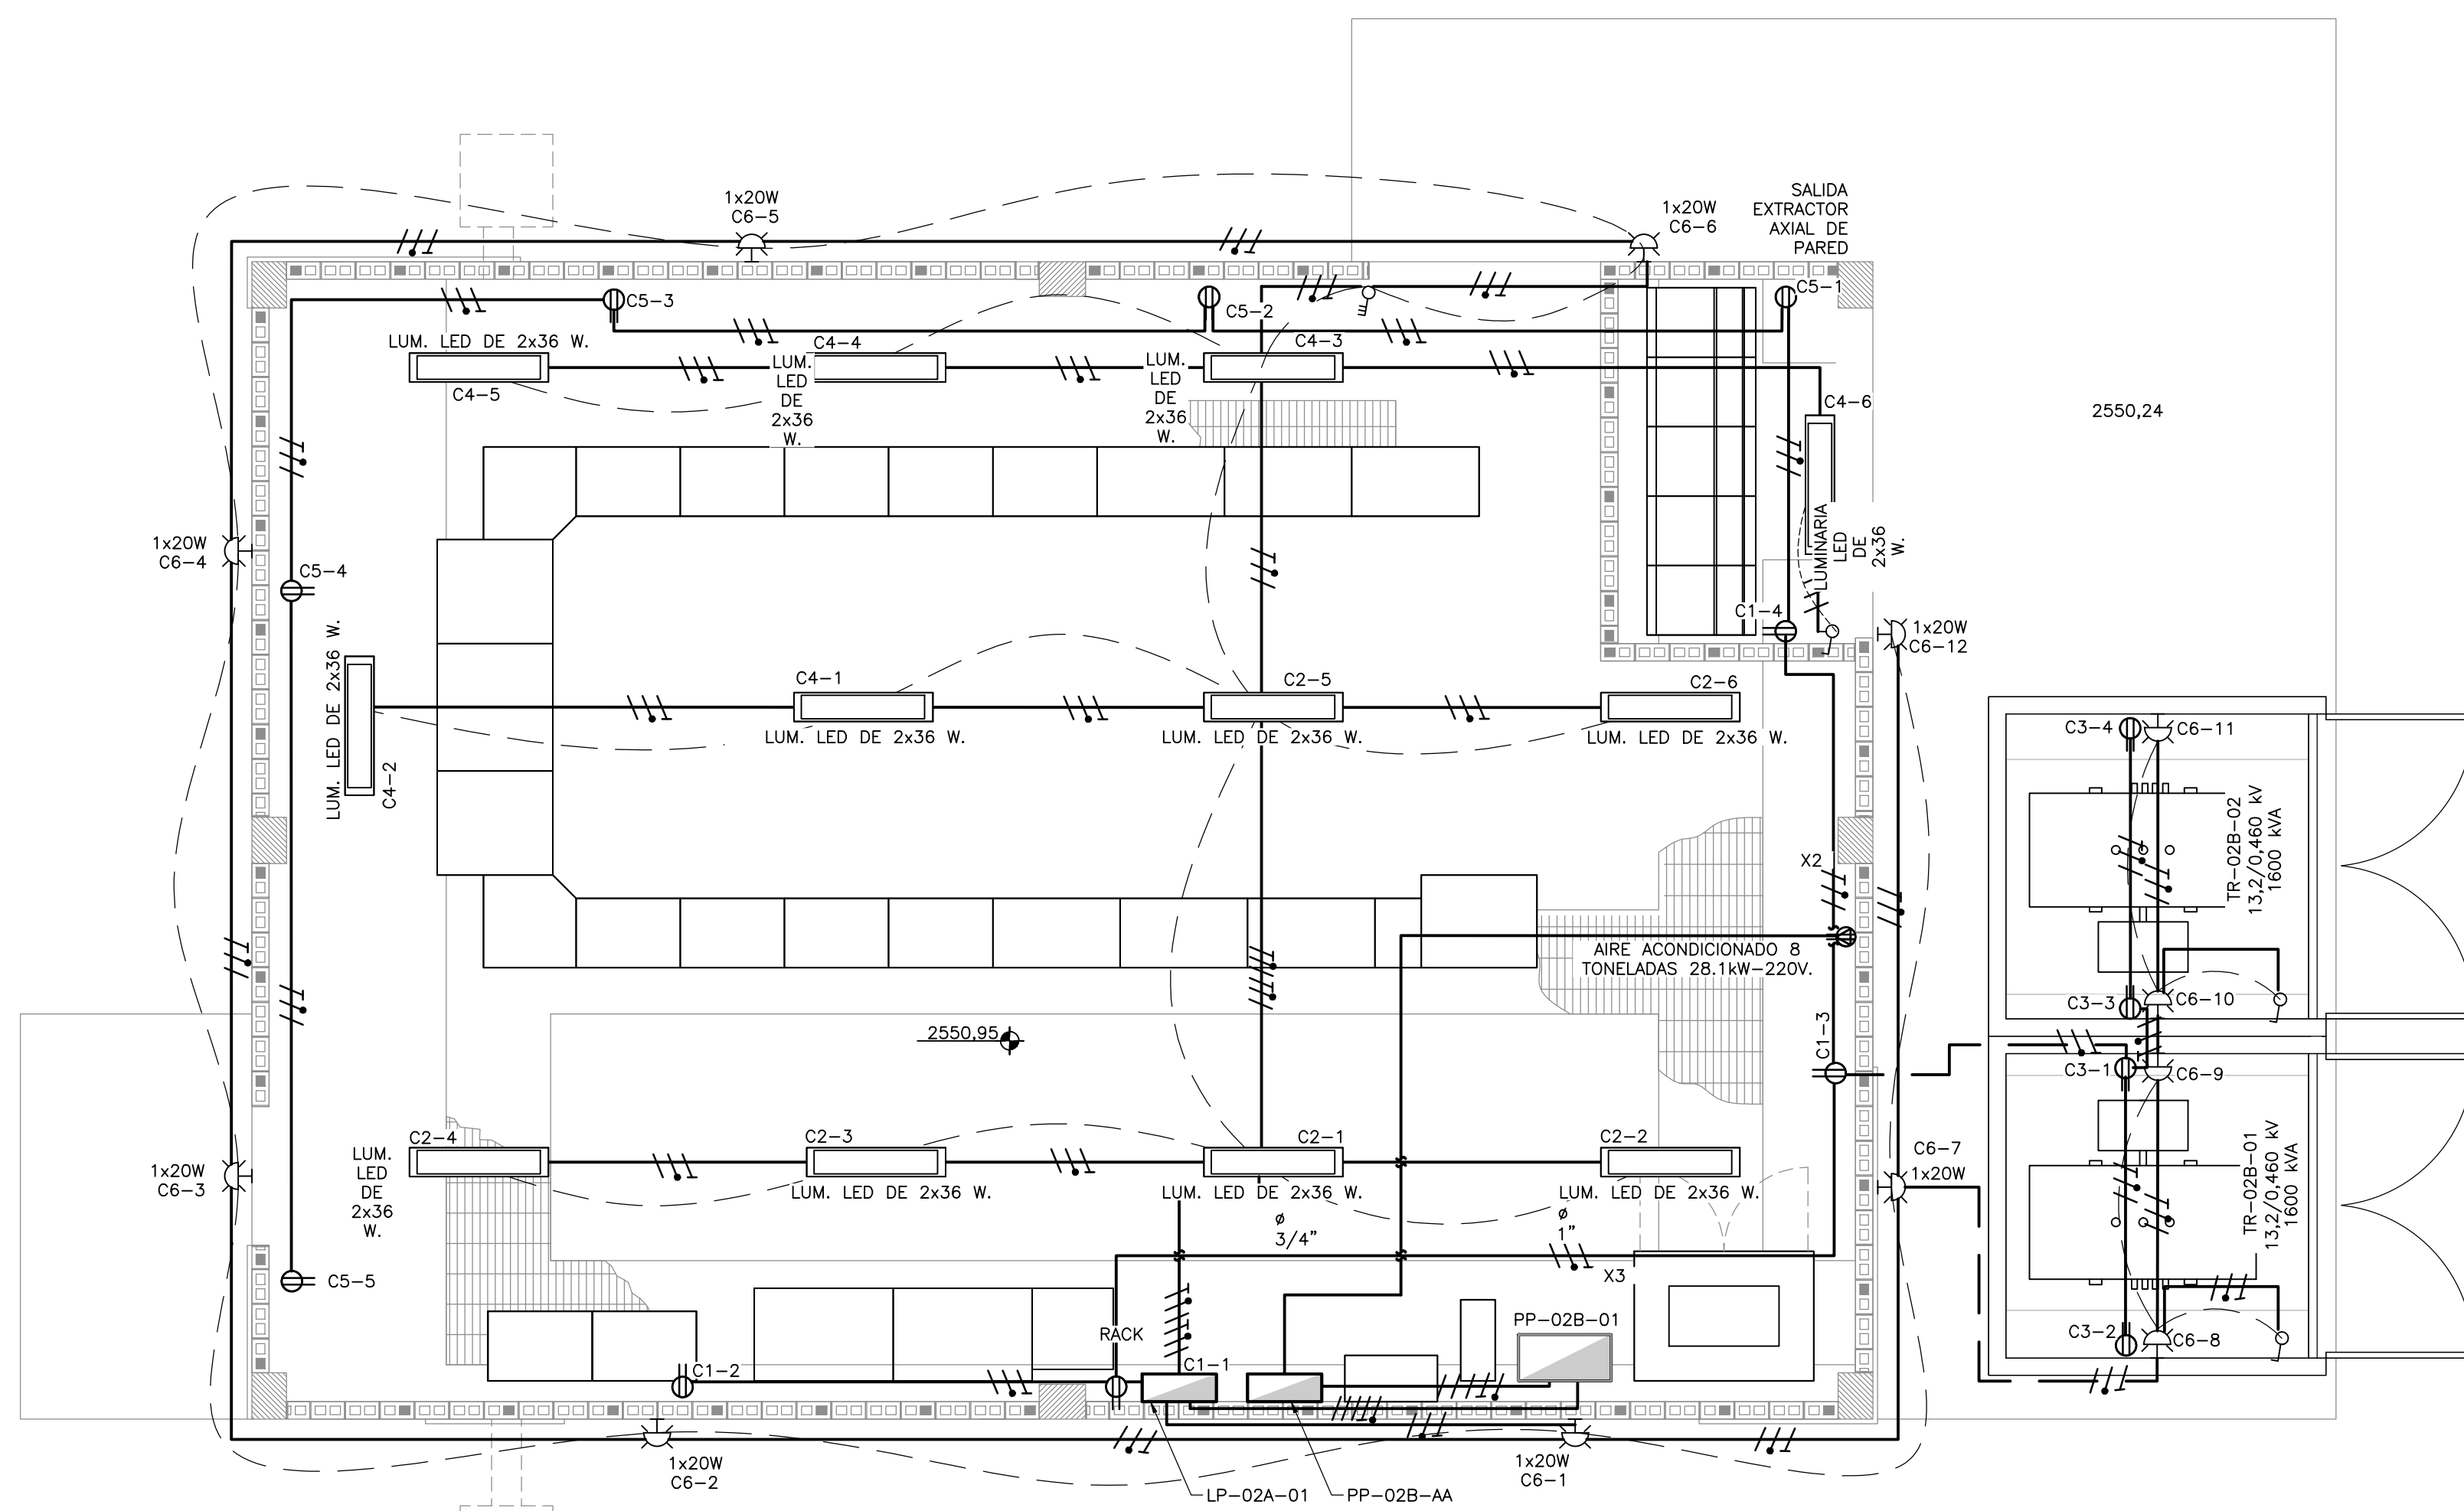 1x20W
C6-5
1x20W
C6-6
SALIDA
EXTRACTOR
AXIAL DE
PARED
C5-3
C5-2
C5-1
LUM. LED DE 2x36 W.
C4-5
C4-4
LUM.
LED
DE
2x36
W.
C4-3
LUM.
LED
DE
2x36
W.
C4-6
LUMINARIA
LED
DE
2x36
W.
2550,24
1x20W
C6-4
C5-4
C1-4
1x20W
C6-12
LUM. LED DE 2x36 W.
C4-2
C4-1
LUM. LED DE 2x36 W.
C2-5
LUM. LED DE 2x36 W.
C2-6
LUM. LED DE 2x36 W.
C3-4
C6-11
TR-02B-02
13,2/0,460 kV
1600 kVA
X2
AIRE ACONDICIONADO 8
TONELADAS 28.1kW-220V.
C3-3
C6-10
2550,95
C1-3
C3-1
C6-9
C2-4
LUM.
LED
DE
2x36
W.
C2-3
LUM. LED DE 2x36 W.
C2-1
LUM. LED DE 2x36 W.
C2-2
LUM. LED DE 2x36 W.
C6-7
1x20W
1x20W
C6-3
TR-02B-01
13,2/0,460 kV
1600 kVA
ø
3/4"
ø
1"
X3
C5-5
RACK
PP-02B-01
C3-2
C6-8
C1-2
C1-1
1x20W
C6-2
1x20W
C6-1
LP-02A-01
PP-02B-AA